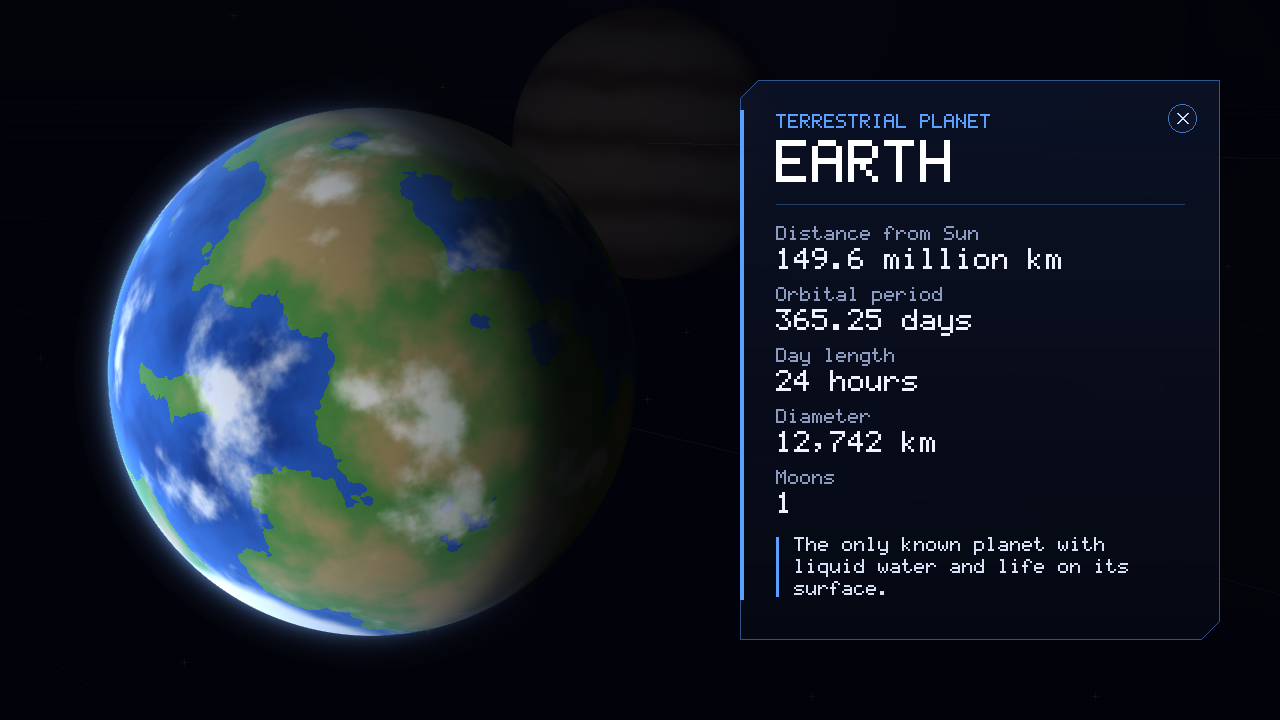 TERRESTRIAL PLANET
EARTH
Distance from Sun
149.6 million km
Orbital period
365.25 days
Day length
24 hours
Diameter
12,742 km
Moons
1
The only known planet with
liquid water and life on its
surface.